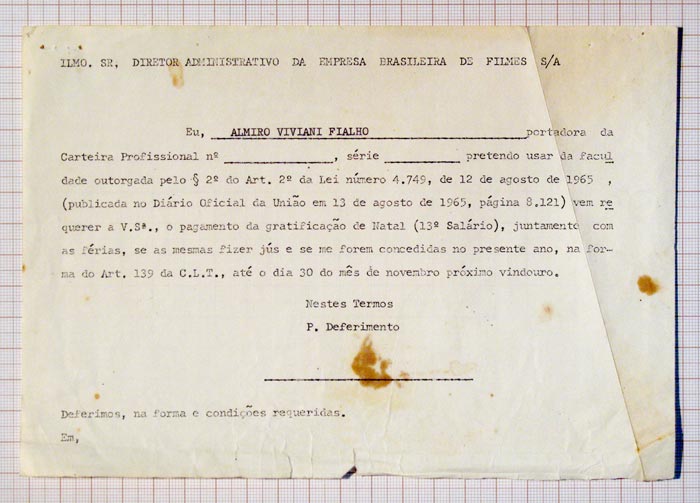 ILMO. SR, DIRETOR ADMINISTRATIVO DA EMPRESA BRASILEIRA DE FILMES S/A
Eu, ALMIRO VIVIANI FIALHO portadora da
Carteira Profissional nº ____________, série ________ pretendo usar da facul
dade outorgada pelo § 2º do Art. 2º da Lei número 4.749, de 12 de agosto de 1965 ,
(publicada no Diário Oficial da União em 13 de agosto de 1965, página 8.121) vem re
querer a V.Sª., o pagamento da gratificação de Natal (13º Salário), juntamente com
as férias, se as mesmas fizer jús e se me forem concedidas no presente ano, na for-
ma do Art. 139 da C.L.T., até o dia 30 do mês de novembro próximo vindouro.
Nestes Termos
P. Deferimento
Deferimos, na forma e condições requeridas.
Em,